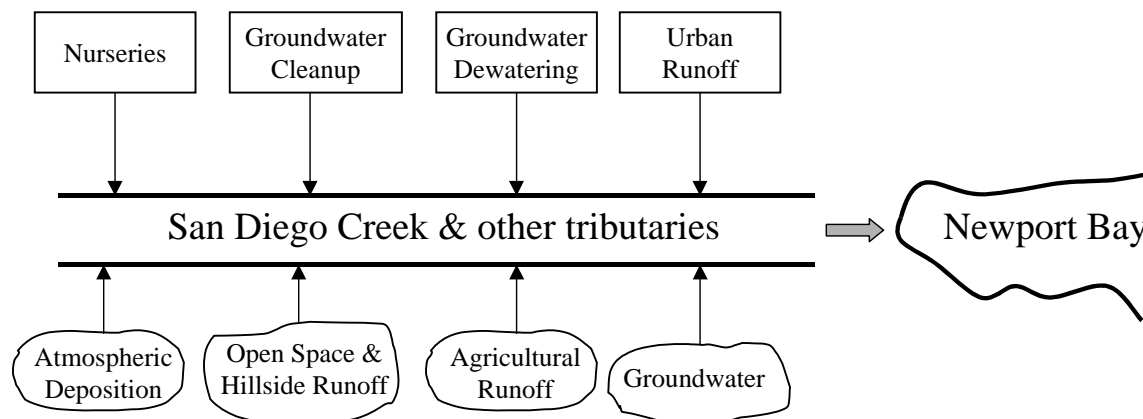 Nurseries
Groundwater
Cleanup
Groundwater
Dewatering
Urban
Runoff
San Diego Creek & other tributaries
Newport Bay
Atmospheric
Deposition
Open Space &
Hillside Runoff
Agricultural
Runoff
Groundwater